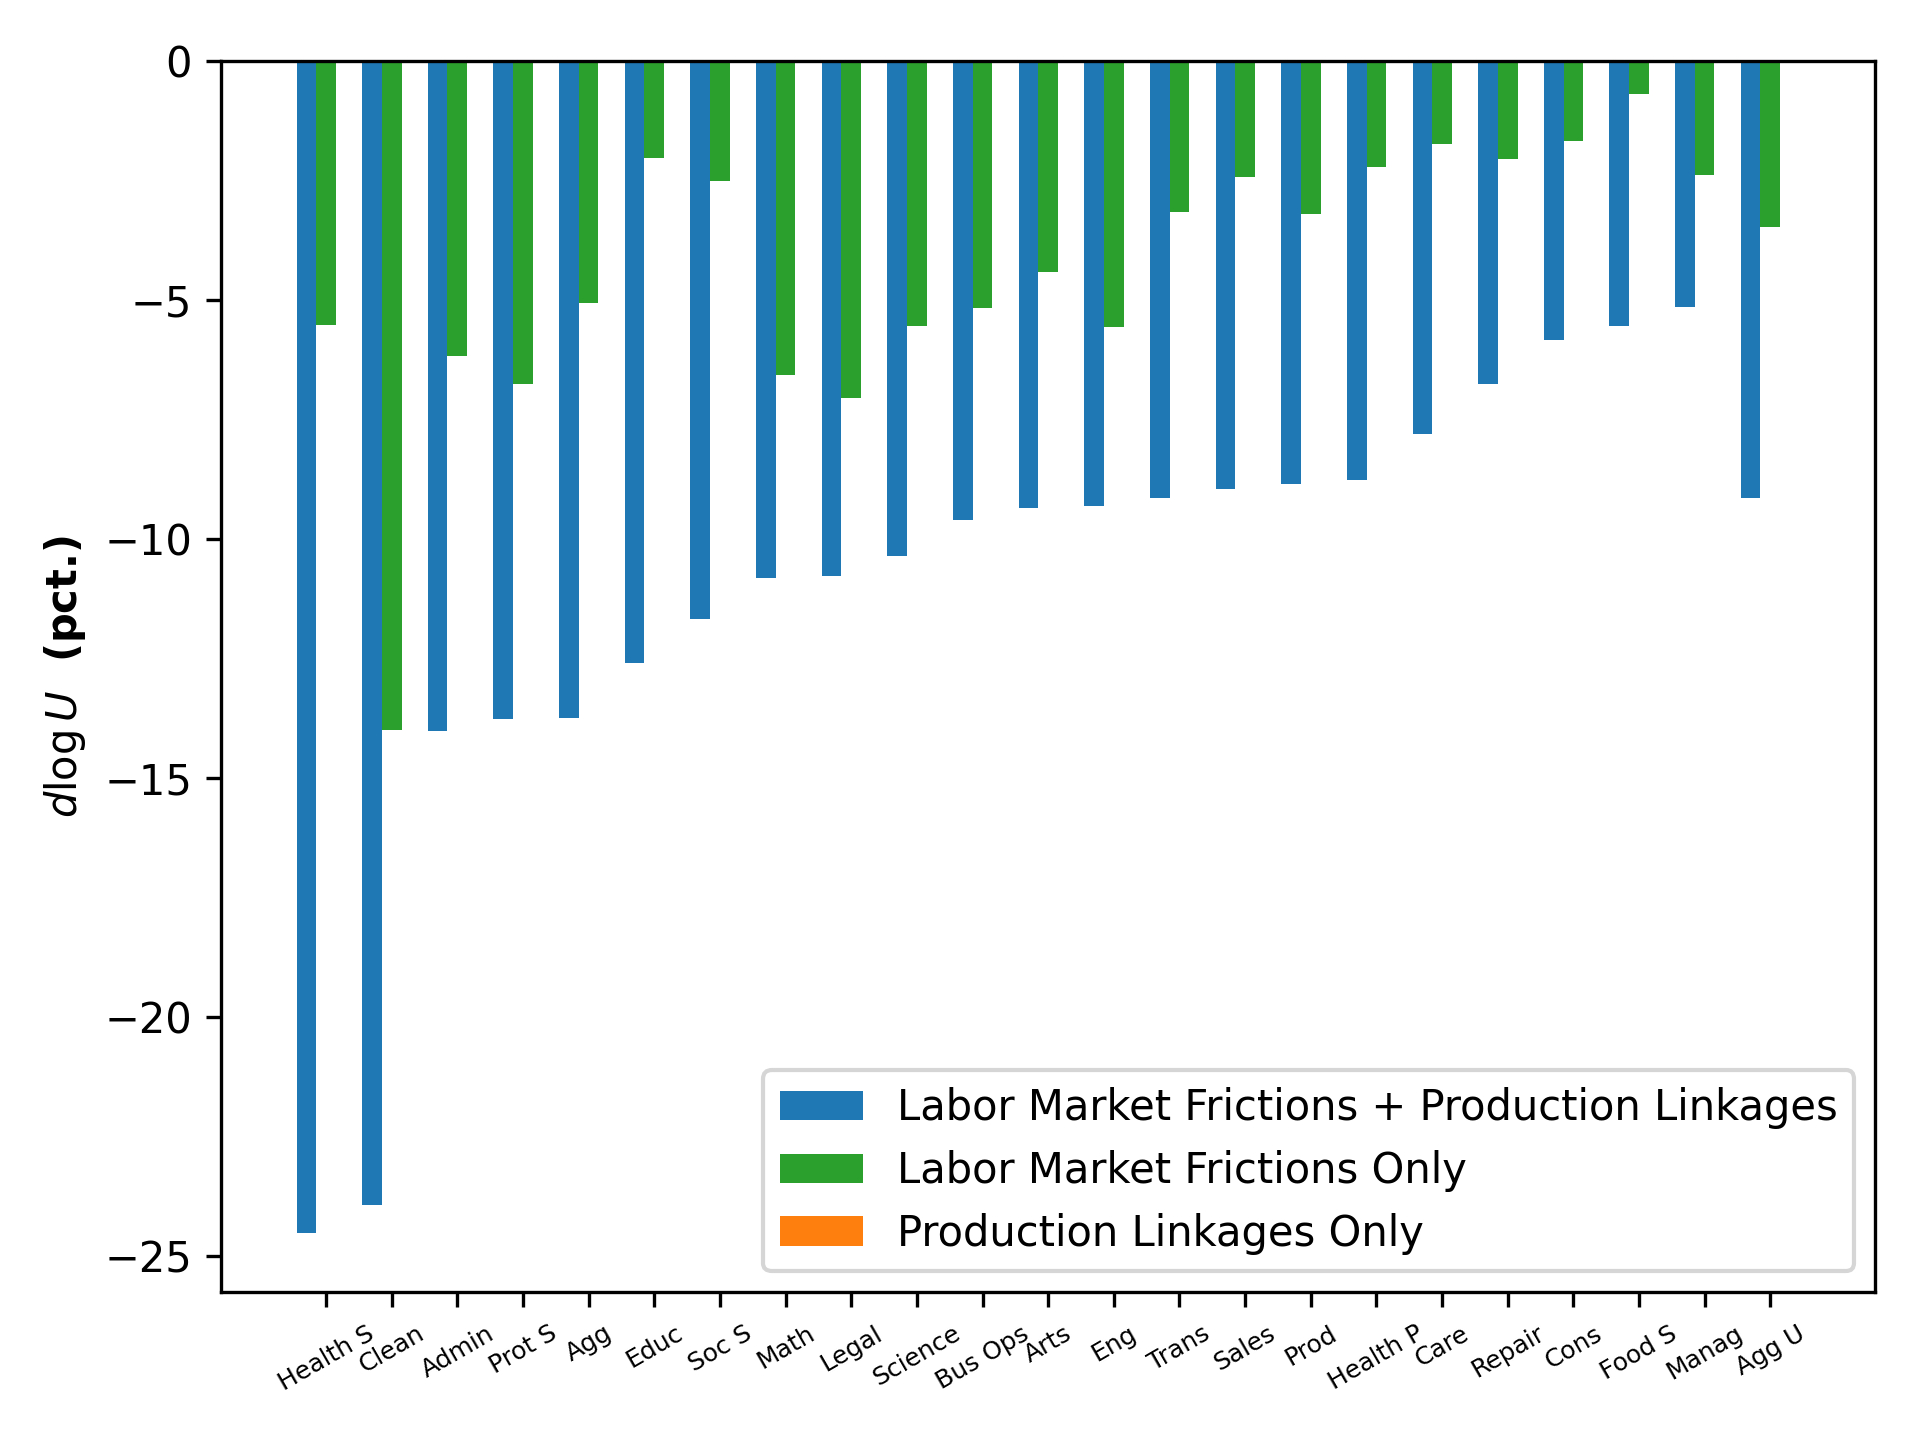 0
−5
−10
−15
−20
−25
d log U (pct.)
Labor Market Frictions + Production Linkages
Labor Market Frictions Only
Production Linkages Only
Health S
Clean
Admin
Prot S
Agg
Educ
Soc S
Math
Legal
Science
Bus Ops
Arts
Eng
Trans
Sales
Prod
Health P
Care
Repair
Cons
Food S
Manag
Agg U